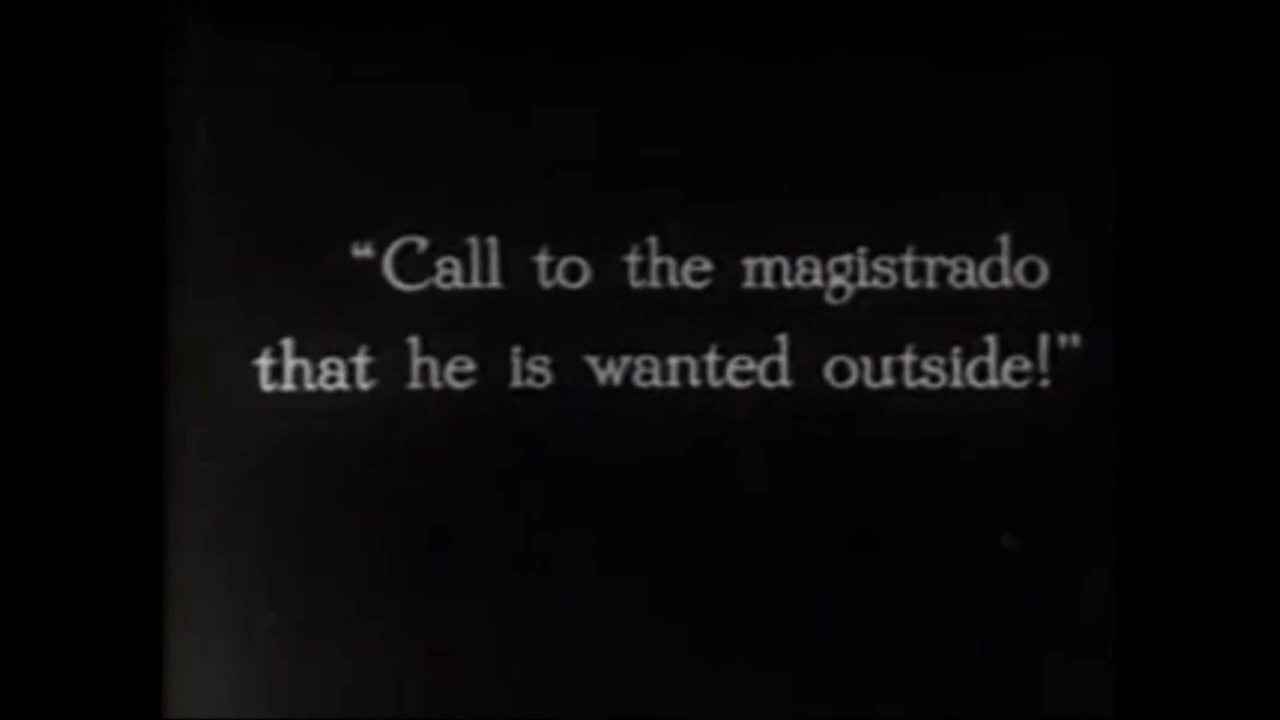 “Call to the magistrado
that he is wanted outside!”